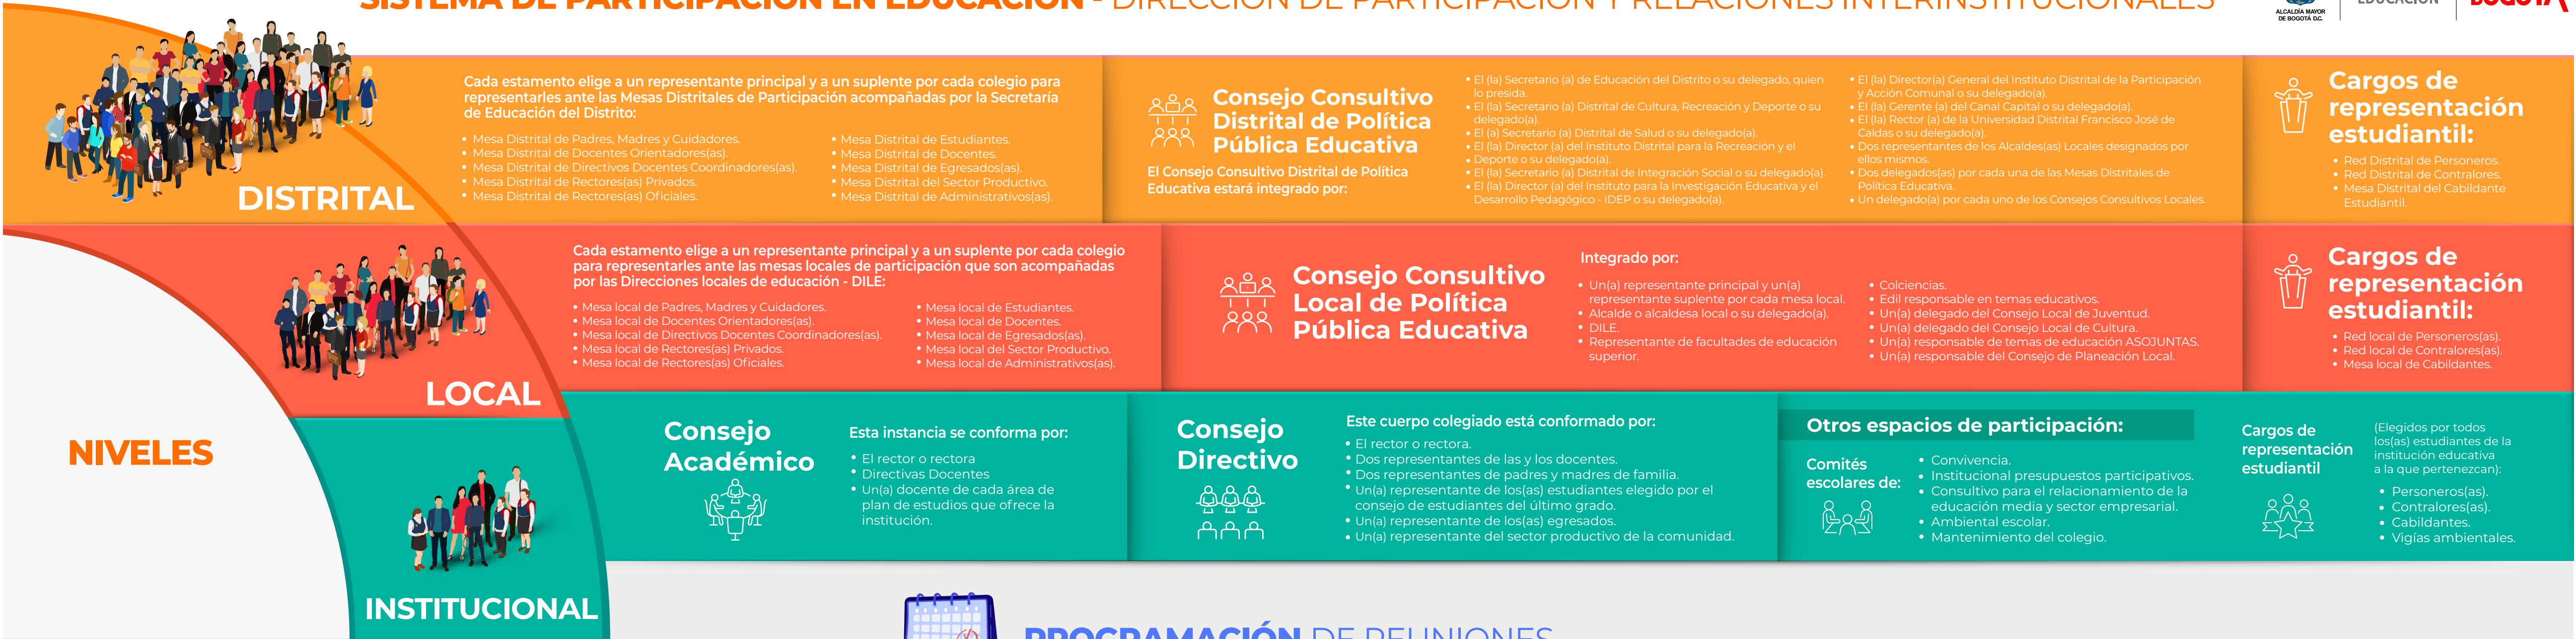 SISTEMA DE PARTICIPACIÓN EN EDUCACIÓN - DIRECCIÓN DE PARTICIPACIÓN Y RELACIONES INTERINSTITUCIONALES
ALCALDÍA MAYOR
DE BOGOTÁ D.C.
EDUCACIÓN
BOGOTÁ
DISTRITAL
Cada estamento elige a un representante principal y a un suplente por cada colegio para
representarles ante las Mesas Distritales de Participación acompañadas por la Secretaría
de Educación del Distrito:
• Mesa Distrital de Padres, Madres y Cuidadores.
• Mesa Distrital de Docentes Orientadores(as).
• Mesa Distrital de Directivos Docentes Coordinadores(as).
• Mesa Distrital de Rectores(as) Privados.
• Mesa Distrital de Rectores(as) Oficiales.
• Mesa Distrital de Estudiantes.
• Mesa Distrital de Docentes.
• Mesa Distrital de Egresados(as).
• Mesa Distrital del Sector Productivo.
• Mesa Distrital de Administrativos(as).
Consejo Consultivo
Distrital de Política
Pública Educativa
El Consejo Consultivo Distrital de Política
Educativa estará integrado por:
• El (la) Secretario (a) de Educación del Distrito o su delegado, quien
lo presida.
• El (la) Secretario (a) Distrital de Cultura, Recreación y Deporte o su
delegado(a).
• El (a) Secretario (a) Distrital de Salud o su delegado(a).
• El (la) Director (a) del Instituto Distrital para la Recreación y el
• Deporte o su delegado(a).
• El (la) Secretario (a) Distrital de Integración Social o su delegado(a).
• El (la) Director (a) del Instituto para la Investigación Educativa y el
Desarrollo Pedagógico - IDEP o su delegado(a).
• El (la) Director(a) General del Instituto Distrital de la Participación
y Acción Comunal o su delegado(a).
• El (la) Gerente (a) del Canal Capital o su delegado(a).
• El (la) Rector (a) de la Universidad Distrital Francisco José de
Caldas o su delegado(a).
• Dos representantes de los Alcaldes(as) Locales designados por
ellos mismos.
• Dos delegados(as) por cada una de las Mesas Distritales de
Política Educativa.
• Un delegado(a) por cada uno de los Consejos Consultivos Locales.
Cargos de
representación
estudiantil:
• Red Distrital de Personeros.
• Red Distrital de Contralores.
• Mesa Distrital del Cabildante
Estudiantil.
LOCAL
Cada estamento elige a un representante principal y a un suplente por cada colegio
para representarles ante las mesas locales de participación que son acompañadas
por las Direcciones locales de educación - DILE:
• Mesa local de Padres, Madres y Cuidadores.
• Mesa local de Docentes Orientadores(as).
• Mesa local de Directivos Docentes Coordinadores(as).
• Mesa local de Rectores(as) Privados.
• Mesa local de Rectores(as) Oficiales.
• Mesa local de Estudiantes.
• Mesa local de Docentes.
• Mesa local de Egresados(as).
• Mesa local del Sector Productivo.
• Mesa local de Administrativos(as).
Consejo Consultivo
Local de Política
Pública Educativa
Integrado por:
• Un(a) representante principal y un(a)
representante suplente por cada mesa local.
• Alcalde o alcaldesa local o su delegado(a).
• DILE.
• Representante de facultades de educación
superior.
• Colciencias.
• Edil responsable en temas educativos.
• Un(a) delegado del Consejo Local de Juventud.
• Un(a) delegado del Consejo Local de Cultura.
• Un(a) responsable de temas de educación ASOJUNTAS.
• Un(a) responsable del Consejo de Planeación Local.
Cargos de
representación
estudiantil:
• Red local de Personeros(as).
• Red local de Contralores(as).
• Mesa local de Cabildantes.
NIVELES
INSTITUCIONAL
Consejo
Académico
Esta instancia se conforma por:
• El rector o rectora
• Directivas Docentes
• Un(a) docente de cada área de
plan de estudios que ofrece la
institución.
Consejo
Directivo
Este cuerpo colegiado está conformado por:
• El rector o rectora.
• Dos representantes de las y los docentes.
• Dos representantes de padres y madres de familia.
• Un(a) representante de los(as) estudiantes elegido por el
consejo de estudiantes del último grado.
• Un(a) representante de los(as) egresados.
• Un(a) representante del sector productivo de la comunidad.
Otros espacios de participación:
Comités
escolares de:
• Convivencia.
• Institucional presupuestos participativos.
• Consultivo para el relacionamiento de la
educación media y sector empresarial.
• Ambiental escolar.
• Mantenimiento del colegio.
Cargos de
representación
estudiantil
(Elegidos por todos
los(as) estudiantes de la
institución educativa
a la que pertenezcan):
• Personeros(as).
• Contralores(as).
• Cabildantes.
• Vigías ambientales.
PROGRAMACIÓN DE REUNIONES